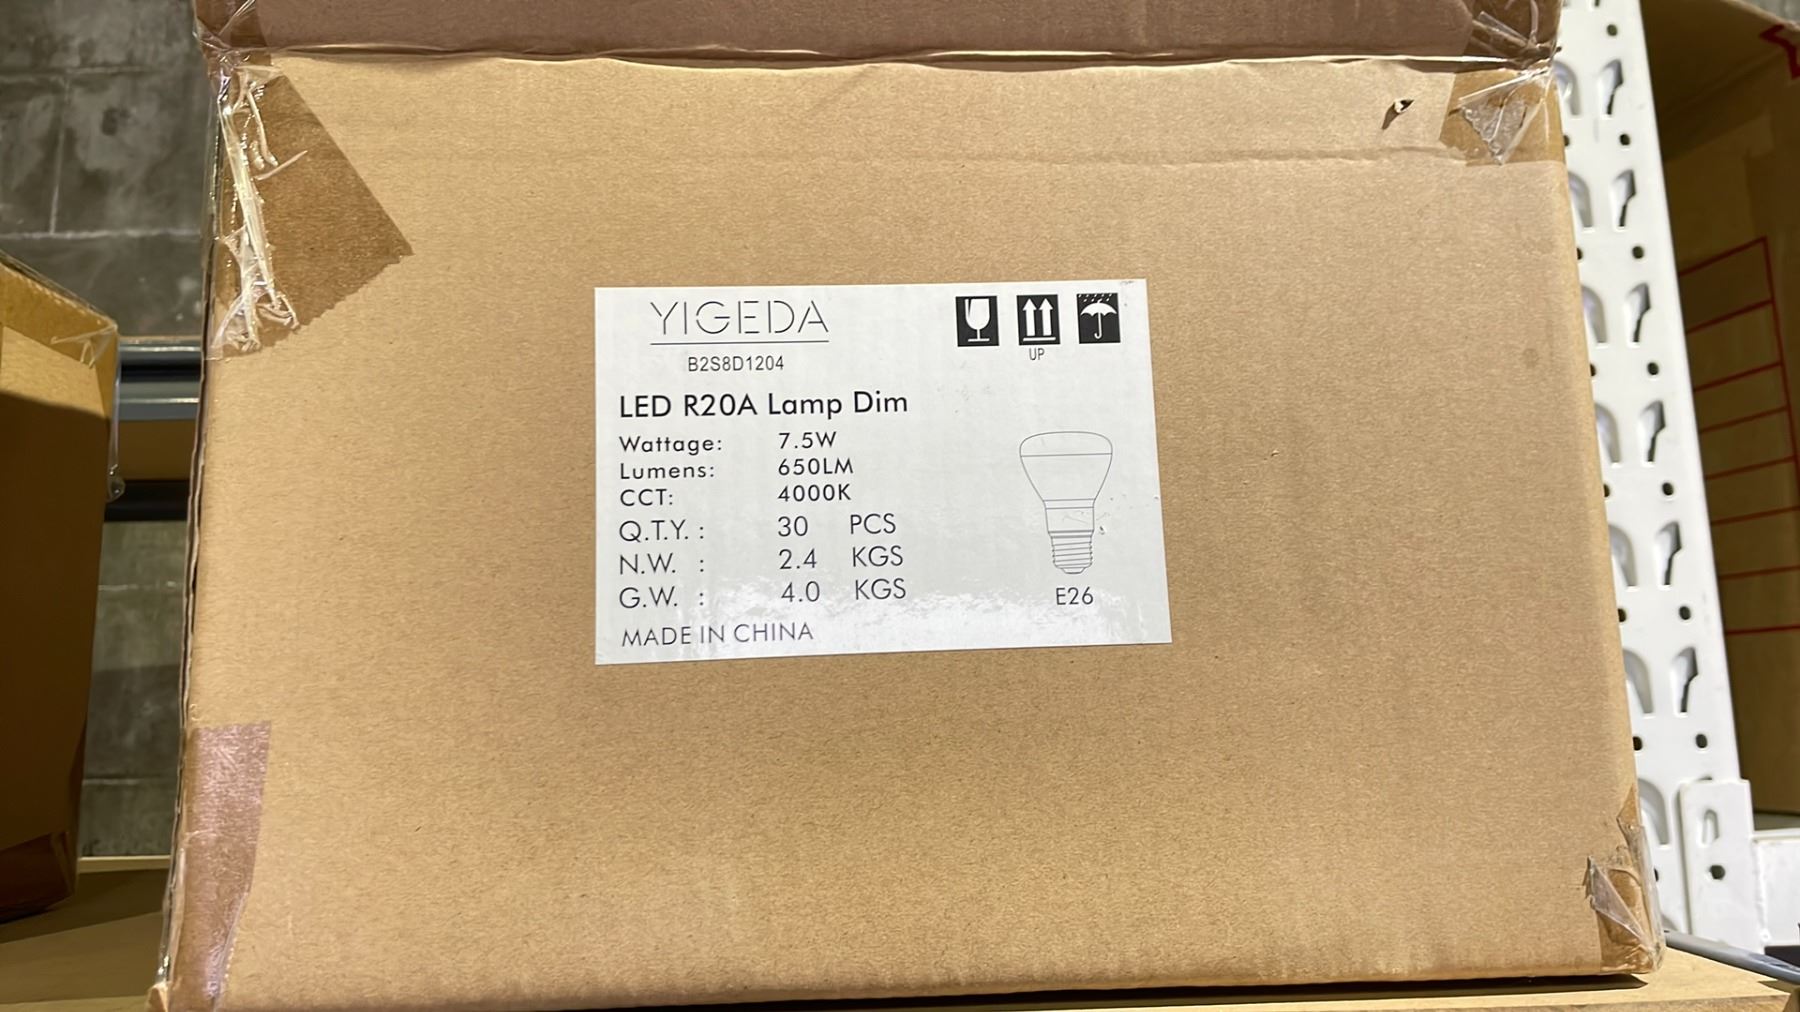 YIGEDA
B2S8D1204
UP
LED R20A Lamp Dim
Wattage: 7.5W
Lumens: 650LM
CCT: 4000K
Q.T.Y. : 30 PCS
N.W. : 2.4 KGS
G.W. : 4.0 KGS
E26
MADE IN CHINA